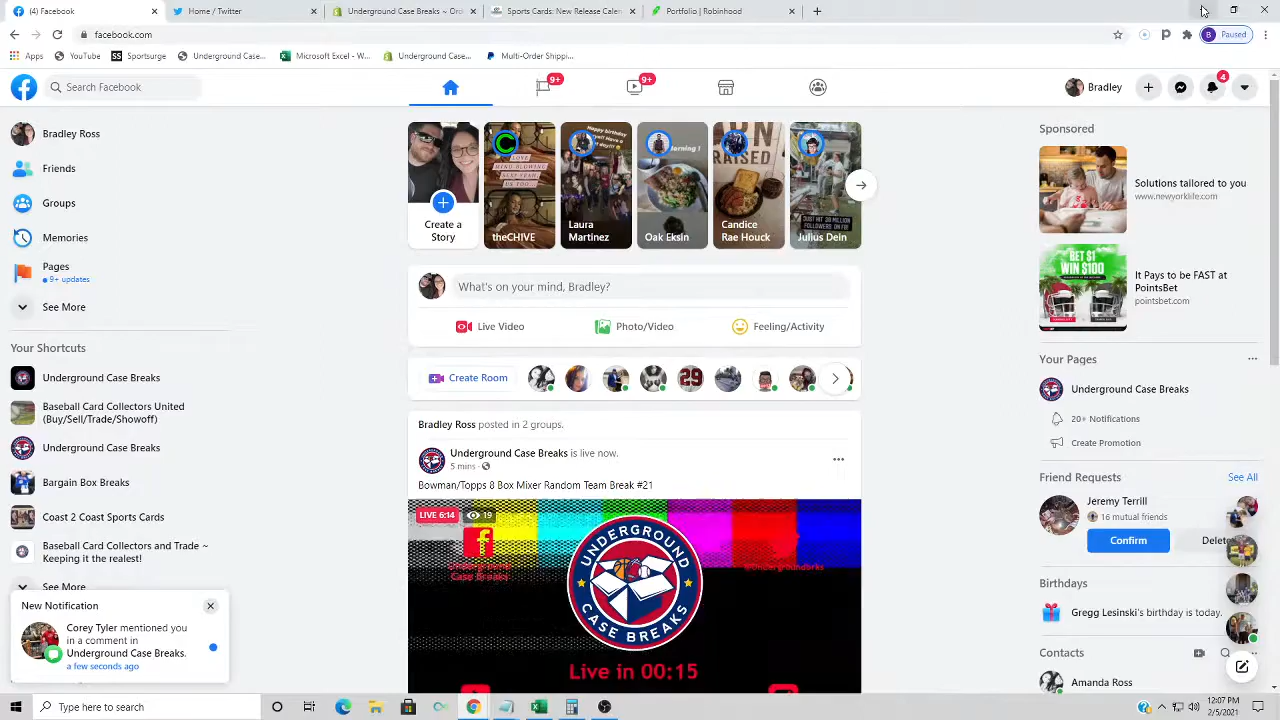 (4) Facebook
Home / Twitter
Underground Case Breaks ~ Or
Sports Cards: New Release Calen
Portfolio | Robinhood
facebook.com
B Paused
Apps
YouTube
Sportsurge
Underground Ca...
Microsoft Excel - W...
Underground Case...
Multi-Order Shippi...
Search Facebook
9+
9+
Bradley
4
Bradley Ross
Friends
Groups
Memories
Pages
9+ updates
See More
Your Shortcuts
Underground Case Breaks
Baseball Card Collectors United
(Buy/Sell/Trade/Showoff)
Underground Case Breaks
Bargain Box Breaks
Coast 2 Coast Sports Cards
Baseball Card Collectors and Trade ~
Keeping it the realest!
See More
New Notification
Corey Tyler mentioned you
in a comment in
Underground Case Breaks.
a few seconds ago
Create a
Story
theCHIVE
Laura
Martinez
Oak Eksin
Candice
Rae Houck
Julius Dein
What's on your mind, Bradley?
Live Video
Photo/Video
Feeling/Activity
Create Room
29
Bradley Ross posted in 2 groups.
Underground Case Breaks is live now.
5 mins ·
Bowman/Topps 8 Box Mixer Random Team Break #21
LIVE 6:14
19
Underground
Case Breaks
UNDERGROUND
CASE BREAKS
Live in 00:15
Sponsored
Solutions tailored to you
www.newyorklife.com
BET $1
WIN $100
It Pays to be FAST at
PointsBet
pointsbet.com
Your Pages
Underground Case Breaks
20+ Notifications
Create Promotion
Friend Requests
See All
Jeremy Terrill
16 mutual friends
Confirm
Delete
Birthdays
Gregg Lesinski's birthday is today.
Contacts
Amanda Ross
Type here to search
12:07 PM
2/5/2021